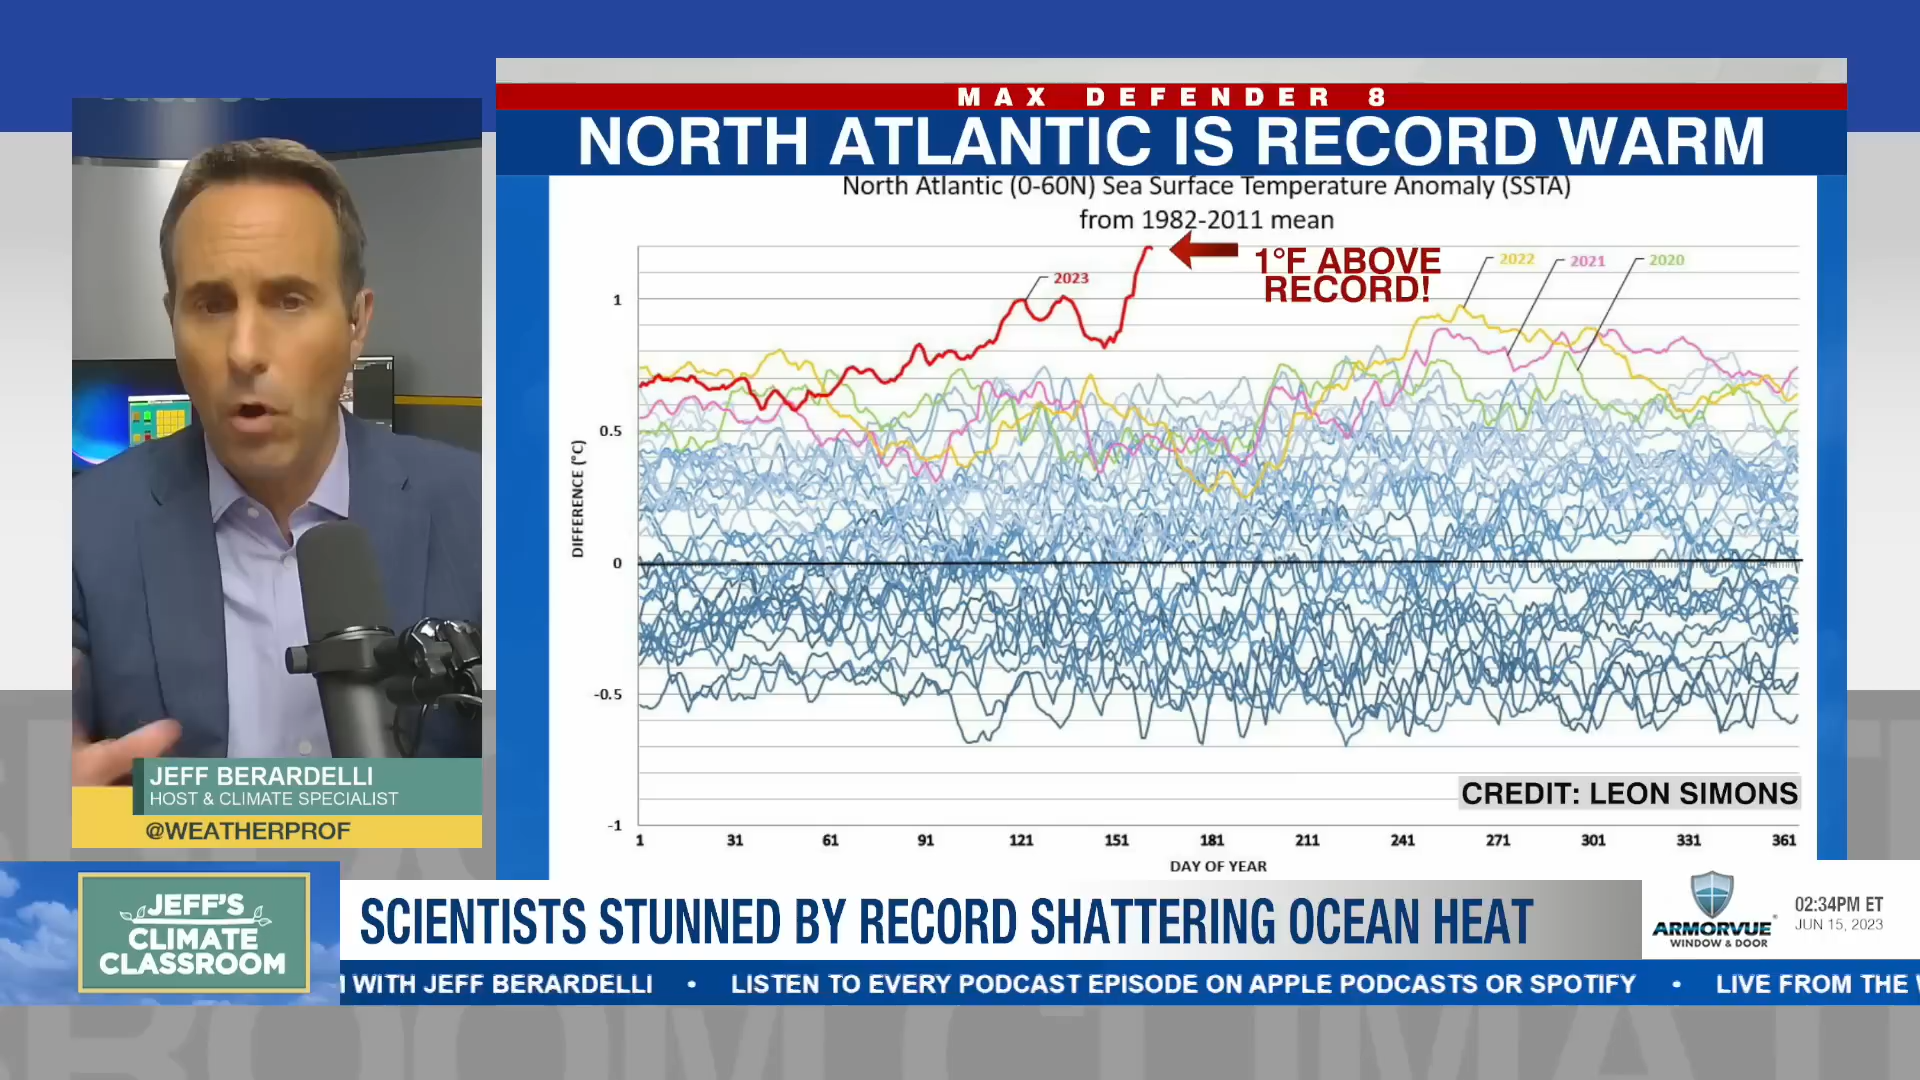 MAX DEFENDER 8
NORTH ATLANTIC IS RECORD WARM
North Atlantic (0-60N) Sea Surface Temperature Anomaly (SSTA)
from 1982-2011 mean
1°F ABOVE
RECORD!
2023
2022
2021
2020
DIFFERENCE (°C)
1
0.5
0
-0.5
-1
1 31 61 91 121 151 181 211 241 271 301 331 361
DAY OF YEAR
CREDIT: LEON SIMONS
JEFF BERARDELLI
HOST & CLIMATE SPECIALIST
@WEATHERPROF
JEFF'S
CLIMATE
CLASSROOM
SCIENTISTS STUNNED BY RECORD SHATTERING OCEAN HEAT
ARMORVUE
WINDOW & DOOR
02:34PM ET
JUN 15, 2023
WITH JEFF BERARDELLI • LISTEN TO EVERY PODCAST EPISODE ON APPLE PODCASTS OR SPOTIFY • LIVE FROM THE